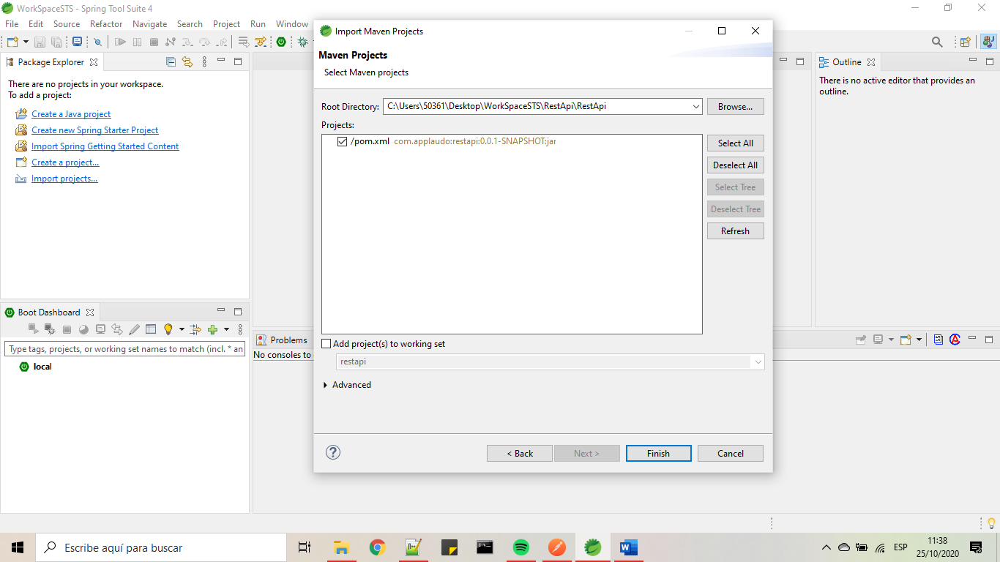 WorkSpaceSTS - Spring Tool Suite 4
File Edit Source Refactor Navigate Search Project Run Window
Package Explorer
There are no projects in your workspace.
To add a project:
Create a Java project
Create new Spring Starter Project
Import Spring Getting Started Content
Create a project...
Import projects...
Boot Dashboard
Type tags, projects, or working set names to match (incl. * an
local
Import Maven Projects
Maven Projects
Select Maven projects
Root Directory: C:\Users\50361\Desktop\WorkSpaceSTS\RestApi\RestApi Browse...
Projects:
/pom.xml com.applaudo:restapi:0.0.1-SNAPSHOT:jar
Select All
Deselect All
Select Tree
Deselect Tree
Refresh
Add project(s) to working set
restapi
Advanced
< Back Next > Finish Cancel
Problems
No consoles to
Outline
There is no active editor that provides an
outline.
Escribe aquí para buscar
ESP
11:38
25/10/2020